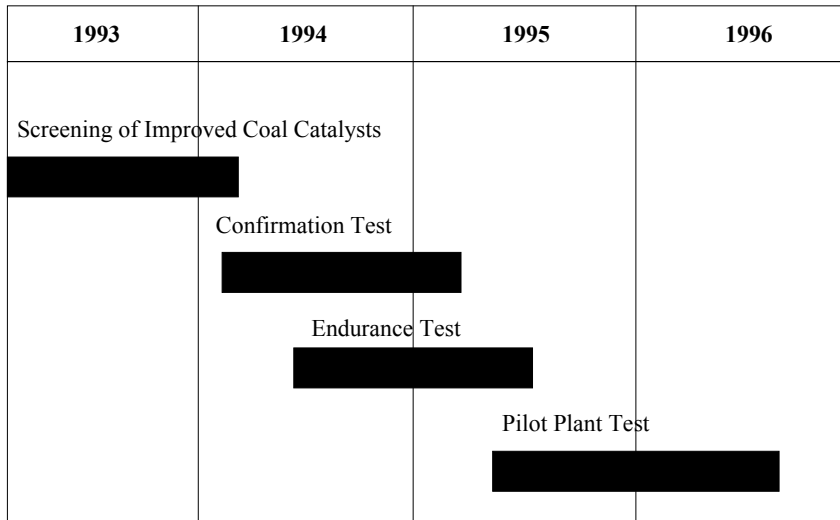 1993 1994 1995 1996
Screening of Improved Coal Catalysts
Confirmation Test
Endurance Test
Pilot Plant Test